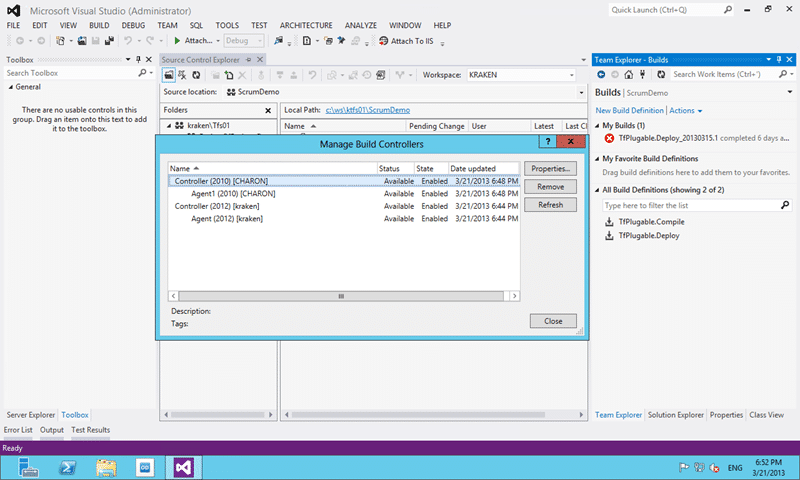 Microsoft Visual Studio (Administrator)
Quick Launch (Ctrl+Q)
FILE EDIT VIEW BUILD DEBUG TEAM SQL TOOLS TEST ARCHITECTURE ANALYZE WINDOW HELP
Attach... Debug Attach To IIS
Toolbox
Search Toolbox
General
There are no usable controls in this
group. Drag an item onto this text to add
it to the toolbox.
Source Control Explorer
Workspace: KRAKEN
Source location: ScrumDemo
Folders
Local Path: c:\ws\ktfs01\ScrumDemo
kraken\Tfs01
Name Pending Change User Latest Last Cl
Manage Build Controllers
Name Status State Date updated
Controller (2010) [CHARON] Available Enabled 3/21/2013 6:48 PM
Agent1 (2010) [CHARON] Available Enabled 3/21/2013 6:48 PM
Controller (2012) [kraken] Available Enabled 3/21/2013 6:44 PM
Agent (2012) [kraken] Available Enabled 3/21/2013 6:44 PM
Properties...
Remove
Refresh
Description:
Tags:
Close
Team Explorer - Builds
Search Work Items (Ctrl+')
Builds | ScrumDemo
New Build Definition | Actions
My Builds (1)
TfPlugable.Deploy_20130315.1 completed 6 days a...
My Favorite Build Definitions
Drag build definitions here to add them to your favorites.
All Build Definitions (showing 2 of 2)
Type here to filter the list
TfPlugable.Compile
TfPlugable.Deploy
Server Explorer Toolbox
Team Explorer Solution Explorer Properties Class View
Error List Output Test Results
Ready
ENG
6:52 PM
3/21/2013